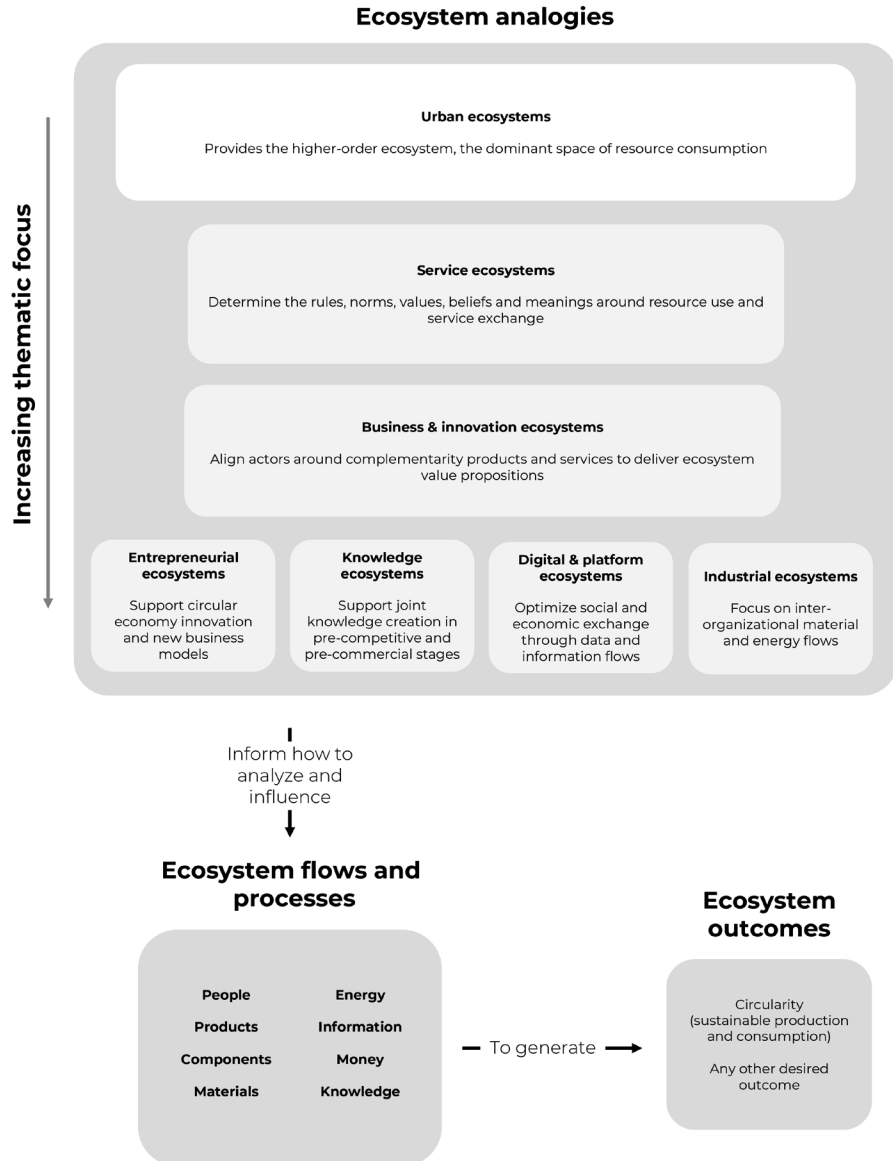 Ecosystem analogies
Increasing thematic focus
Urban ecosystems
Provides the higher-order ecosystem, the dominant space of resource consumption
Service ecosystems
Determine the rules, norms, values, beliefs and meanings around resource use and
service exchange
Business & innovation ecosystems
Align actors around complementarity products and services to deliver ecosystem
value propositions
Entrepreneurial
ecosystems
Support circular
economy innovation
and new business
models
Knowledge
ecosystems
Support joint
knowledge creation in
pre-competitive and
pre-commercial stages
Digital & platform
ecosystems
Optimize social and
economic exchange
through data and
information flows
Industrial ecosystems
Focus on inter-
organizational material
and energy flows
Inform how to
analyze and
influence
Ecosystem flows and
processes
People
Products
Components
Materials
Energy
Information
Money
Knowledge
To generate
Ecosystem
outcomes
Circularity
(sustainable production
and consumption)
Any other desired
outcome